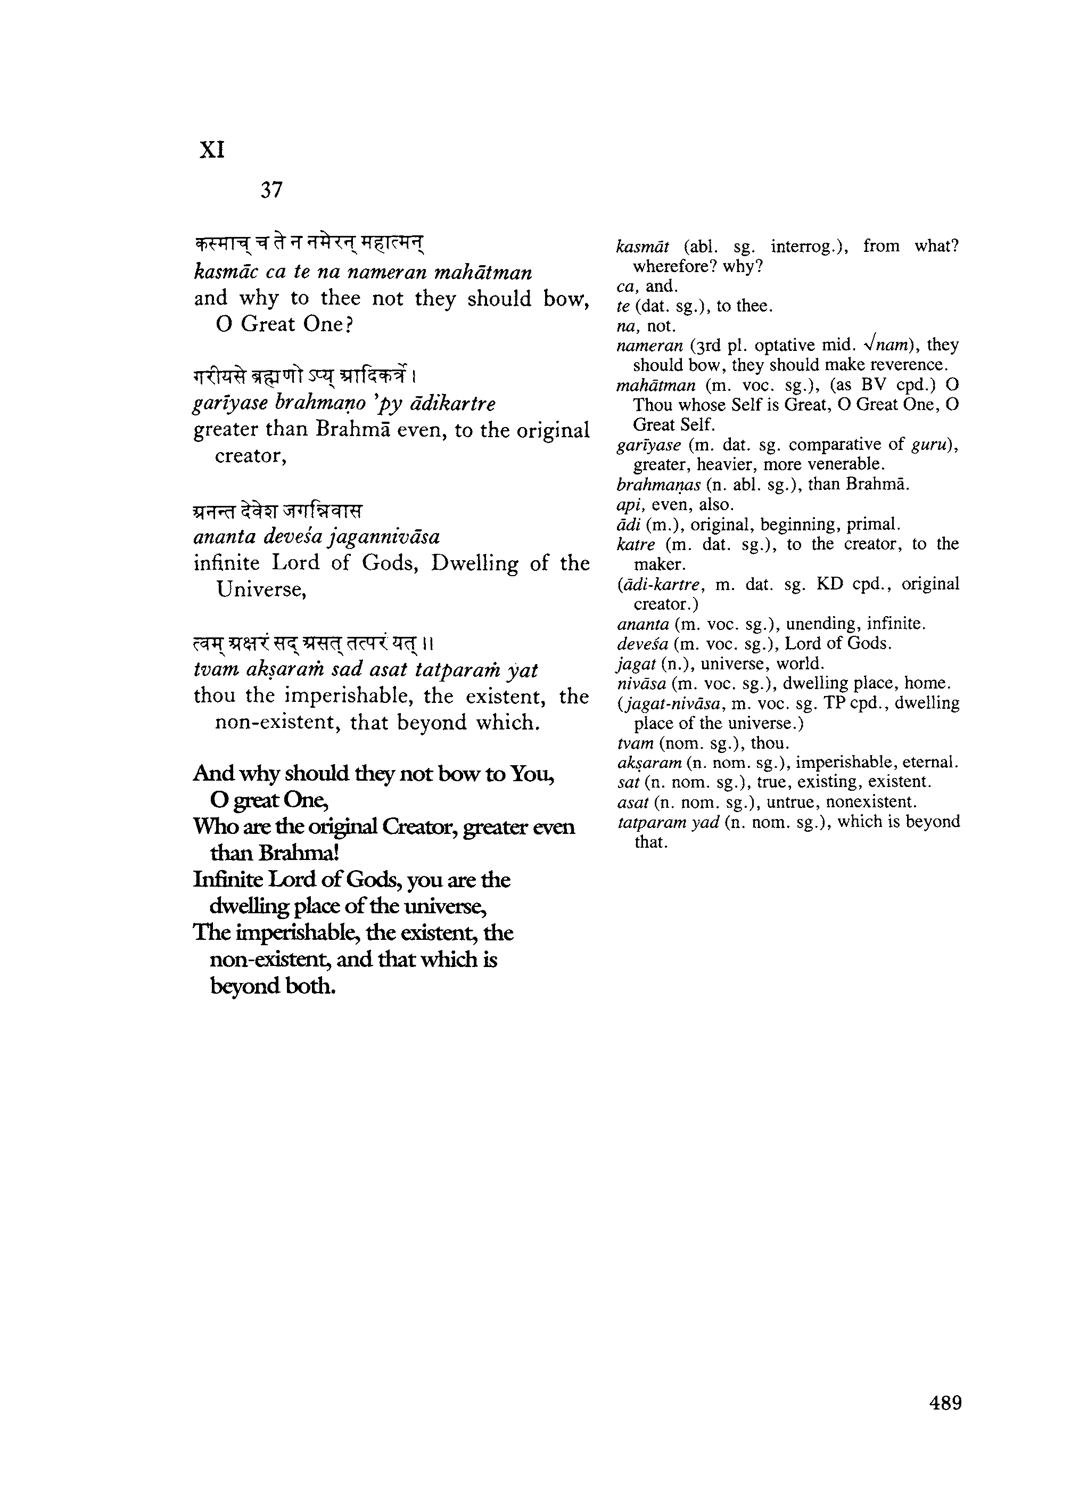 XI
37
कस्माच् च ते न नमेरन् महात्मन्
kasmāc ca te na nameran mahātman
and why to thee not they should bow,
O Great One?
गरीयसे ब्रह्मणो ऽप्य् आदिकर्त्रे ।
garīyase brahmaṇo 'py ādikartre
greater than Brahmā even, to the original
creator,
अनन्त देवेश जगन्निवास
ananta deveśa jagannivāsa
infinite Lord of Gods, Dwelling of the
Universe,
त्वम् अक्षरं सद् असत् तत्परं यत् ॥
tvam akṣaraṁ sad asat tatparaṁ yat
thou the imperishable, the existent, the
non-existent, that beyond which.
And why should they not bow to You,
O great One,
Who are the original Creator, greater even
than Brahma!
Infinite Lord of Gods, you are the
dwelling place of the universe,
The imperishable, the existent, the
non-existent, and that which is
beyond both.
kasmāt (abl. sg. interrog.), from what?
wherefore? why?
ca, and.
te (dat. sg.), to thee.
na, not.
nameran (3rd pl. optative mid. √nam), they
should bow, they should make reverence.
mahātman (m. voc. sg.), (as BV cpd.) O
Thou whose Self is Great, O Great One, O
Great Self.
garīyase (m. dat. sg. comparative of guru),
greater, heavier, more venerable.
brahmaṇas (n. abl. sg.), than Brahmā.
api, even, also.
ādi (m.), original, beginning, primal.
katre (m. dat. sg.), to the creator, to the
maker.
(ādi-kartre, m. dat. sg. KD cpd., original
creator.)
ananta (m. voc. sg.), unending, infinite.
deveśa (m. voc. sg.), Lord of Gods.
jagat (n.), universe, world.
nivāsa (m. voc. sg.), dwelling place, home.
(jagat-nivāsa, m. voc. sg. TP cpd., dwelling
place of the universe.)
tvam (nom. sg.), thou.
akṣaram (n. nom. sg.), imperishable, eternal.
sat (n. nom. sg.), true, existing, existent.
asat (n. nom. sg.), untrue, nonexistent.
tatparam yad (n. nom. sg.), which is beyond
that.
489